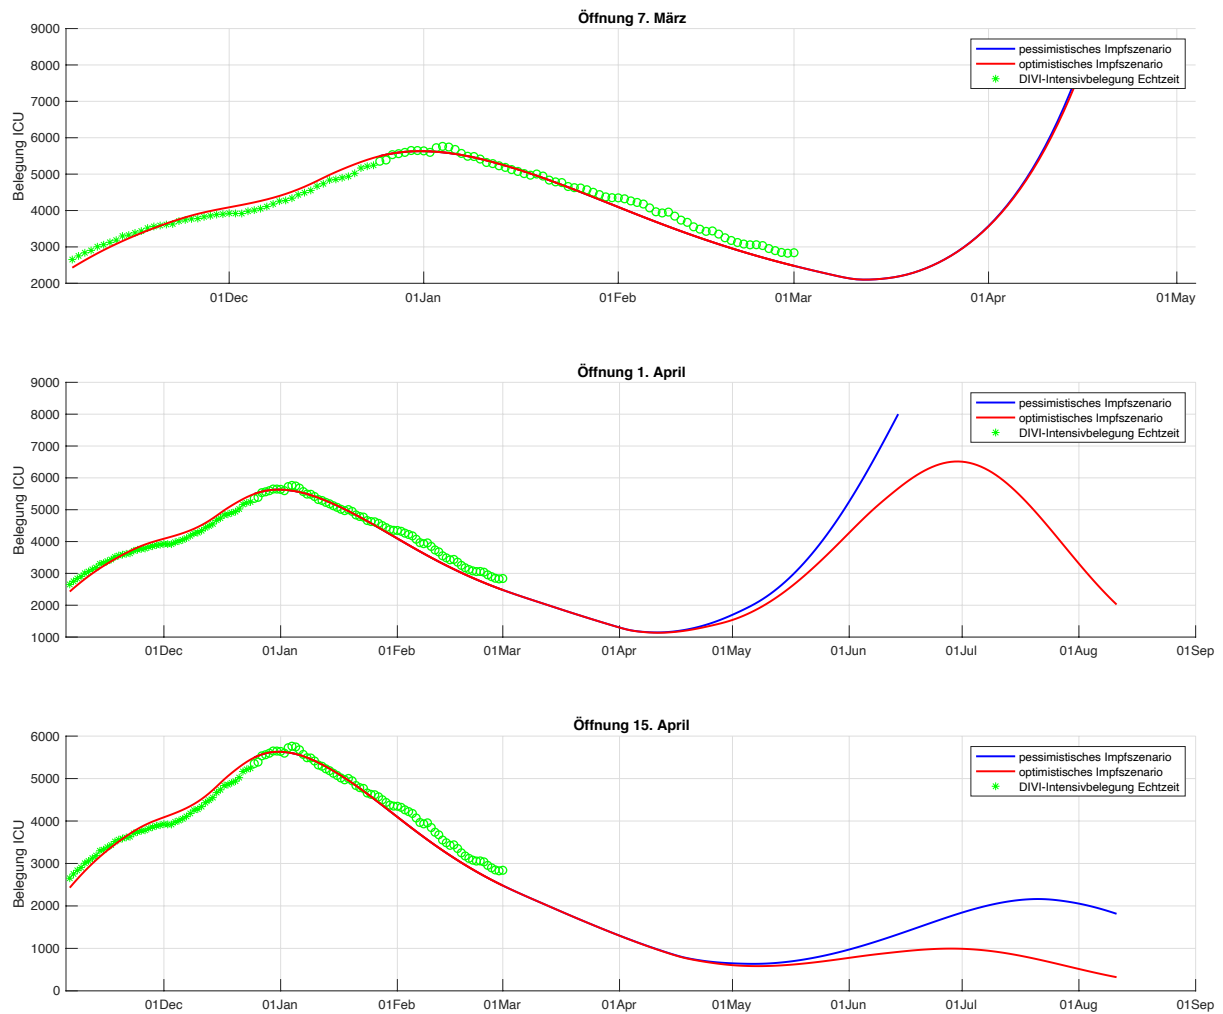 Öffnung 7. März
9000
8000
7000
6000
5000
4000
3000
2000
Belegung ICU
pessimistisches Impfszenario
optimistisches Impfszenario
DIVI-Intensivbelegung Echtzeit
01Dec 01Jan 01Feb 01Mar 01Apr 01May
Öffnung 1. April
9000
8000
7000
6000
5000
4000
3000
2000
1000
Belegung ICU
pessimistisches Impfszenario
optimistisches Impfszenario
DIVI-Intensivbelegung Echtzeit
01Dec 01Jan 01Feb 01Mar 01Apr 01May 01Jun 01Jul 01Aug 01Sep
Öffnung 15. April
6000
5000
4000
3000
2000
1000
0
Belegung ICU
pessimistisches Impfszenario
optimistisches Impfszenario
DIVI-Intensivbelegung Echtzeit
01Dec 01Jan 01Feb 01Mar 01Apr 01May 01Jun 01Jul 01Aug 01Sep